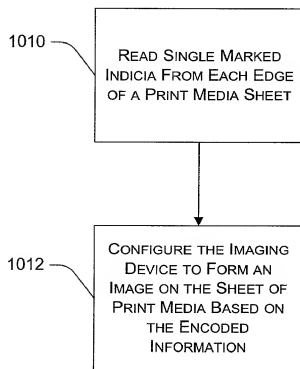 1010
READ SINGLE MARKED
INDICIA FROM EACH EDGE
OF A PRINT MEDIA SHEET
1012
CONFIGURE THE IMAGING
DEVICE TO FORM AN
IMAGE ON THE SHEET OF
PRINT MEDIA BASED ON
THE ENCODED
INFORMATION